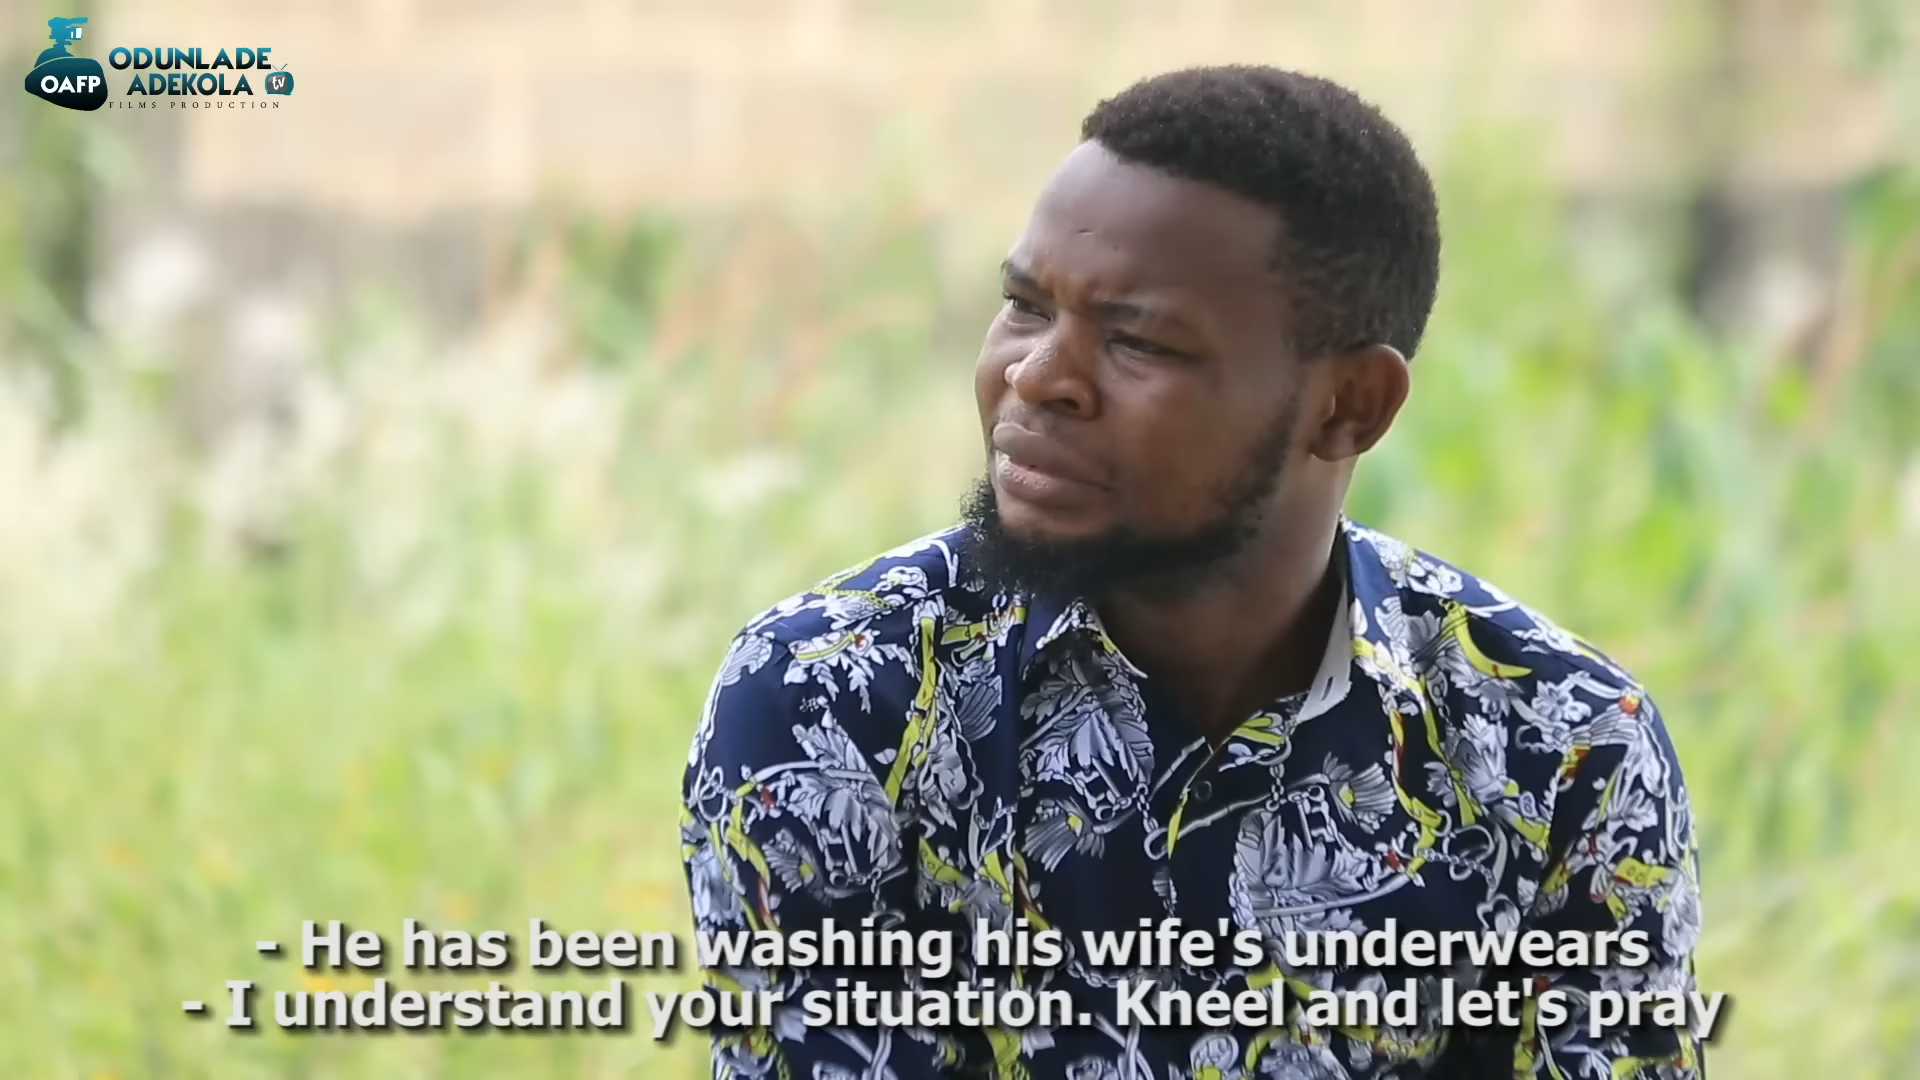 OAFP
ODUNLADE
ADEKOLA tv
FILMS PRODUCTION
- He has been washing his wife's underwears
- I understand your situation. Kneel and let's pray